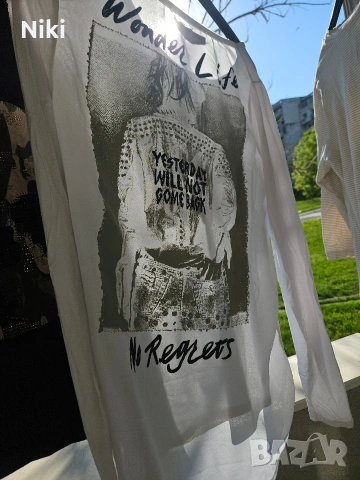 Niki
Wonder Life
YESTERDAY
WILL NOT
COME BACK
No Regrets
BAZAR